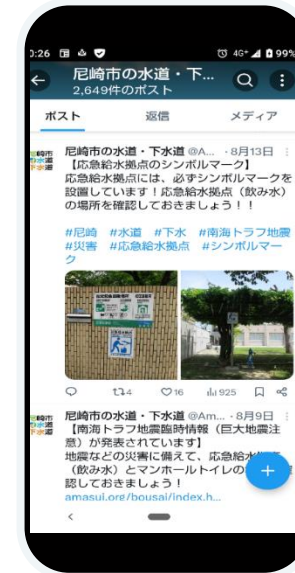 0:26
4G+ 99%
尼崎市の水道・下...
2,649件のポスト
ポスト 返信 メディア
尼崎市の水道・下水道 @A... ・8月13日
【応急給水拠点のシンボルマーク】
応急給水拠点には、必ずシンボルマークを
設置しています！応急給水拠点（飲み水）
の場所を確認しておきましょう！！
#尼崎 #水道 #下水 #南海トラフ地震
#災害 #応急給水拠点 #シンボルマー
ク
4 16 925
尼崎市の水道・下水道 @Am... ・8月9日
【南海トラフ地震臨時情報（巨大地震注
意）が発表されています】
地震などの災害に備えて、応急給水
（飲み水）とマンホールトイレの
認しておきましょう！
amasui.org/bousai/index.h...